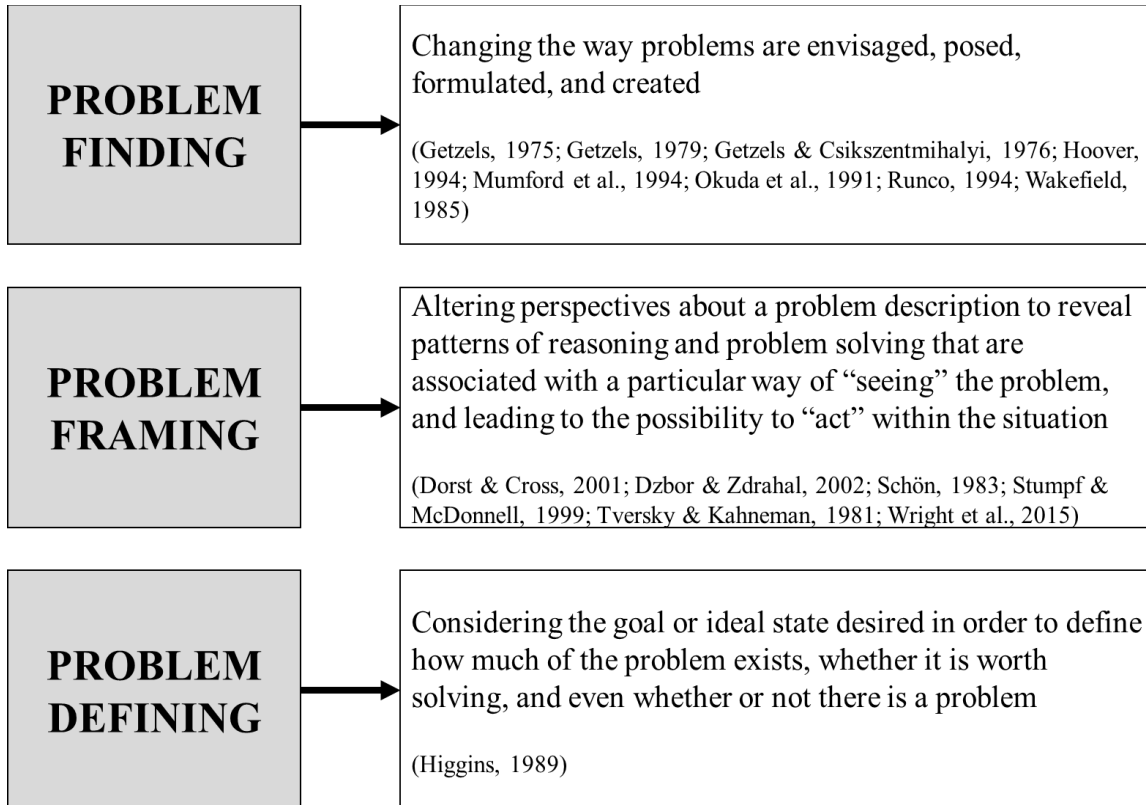 PROBLEM
FINDING
Changing the way problems are envisaged, posed,
formulated, and created
(Getzels, 1975; Getzels, 1979; Getzels & Csikszentmihalyi, 1976; Hoover,
1994; Mumford et al., 1994; Okuda et al., 1991; Runco, 1994; Wakefield,
1985)
PROBLEM
FRAMING
Altering perspectives about a problem description to reveal
patterns of reasoning and problem solving that are
associated with a particular way of “seeing” the problem,
and leading to the possibility to “act” within the situation
(Dorst & Cross, 2001; Dzbor & Zdrahal, 2002; Schön, 1983; Stumpf &
McDonnell, 1999; Tversky & Kahneman, 1981; Wright et al., 2015)
PROBLEM
DEFINING
Considering the goal or ideal state desired in order to define
how much of the problem exists, whether it is worth
solving, and even whether or not there is a problem
(Higgins, 1989)